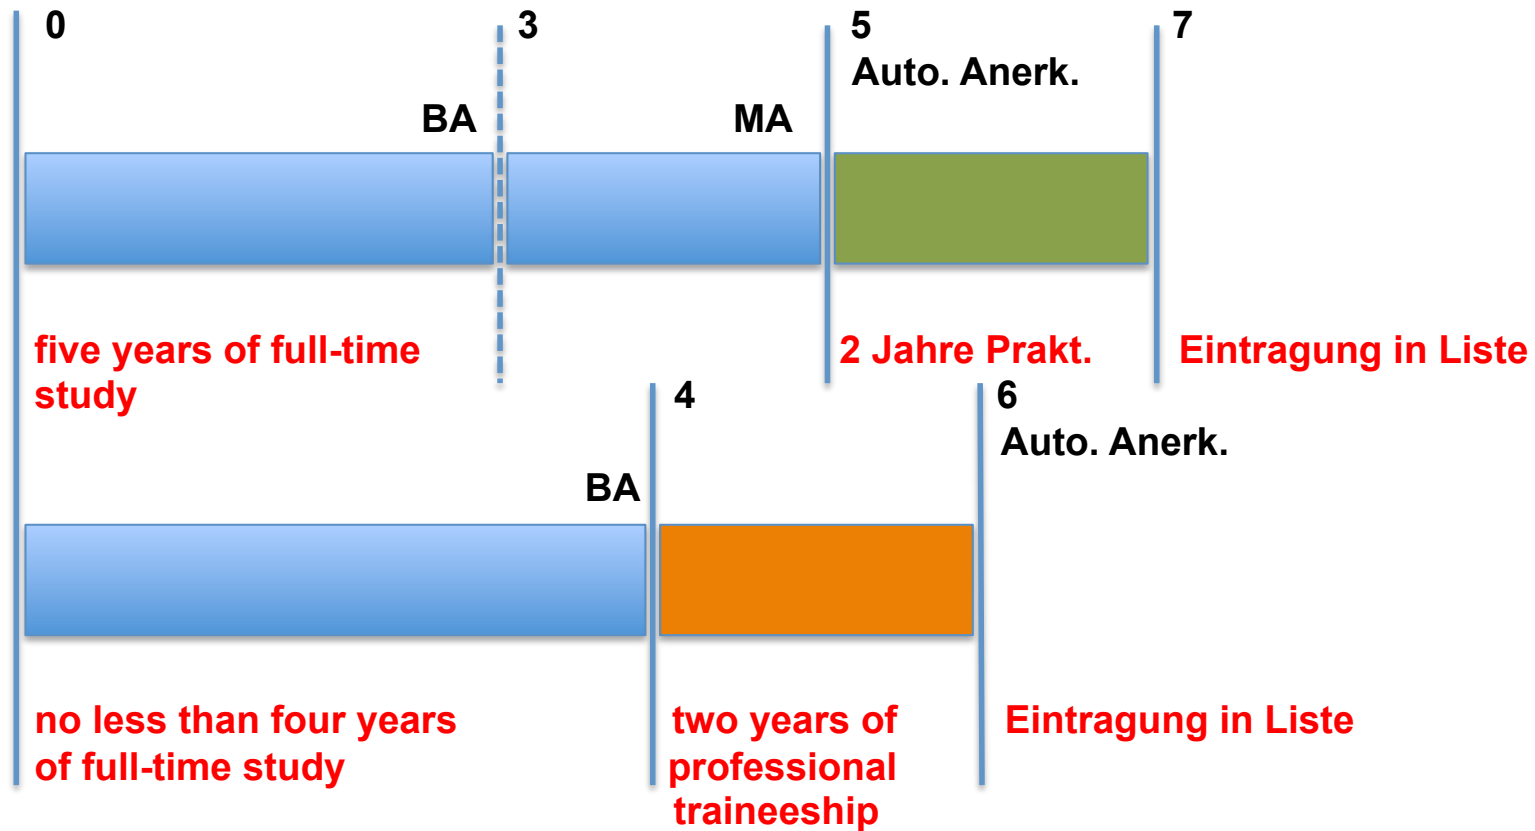 0
3
5
7
Auto. Anerk.
BA
MA
five years of full-time
study
2 Jahre Prakt.
Eintragung in Liste
4
6
Auto. Anerk.
BA
no less than four years
of full-time study
two years of
professional
traineeship
Eintragung in Liste